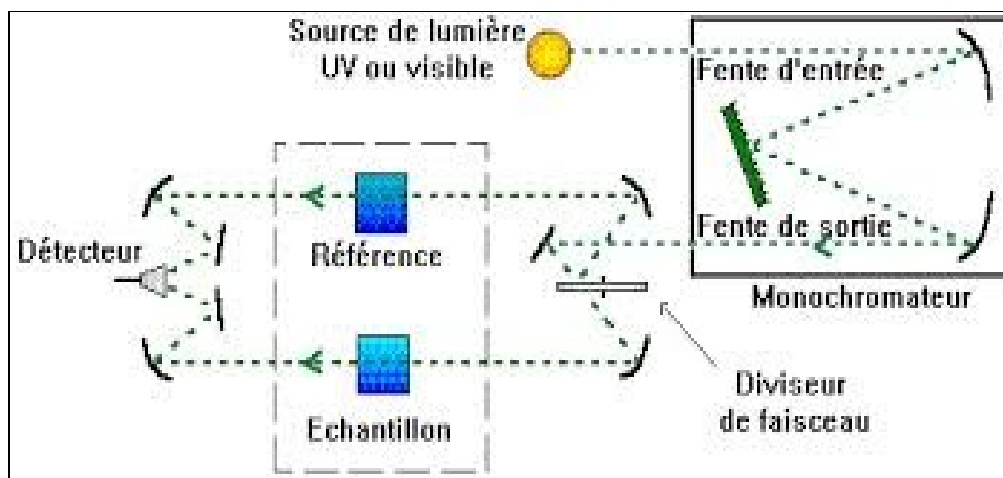 Source de lumière
UV ou visible
Fente d'entrée
Fente de sortie
Monochromateur
Détecteur
Référence
Echantillon
Diviseur
de faisceau